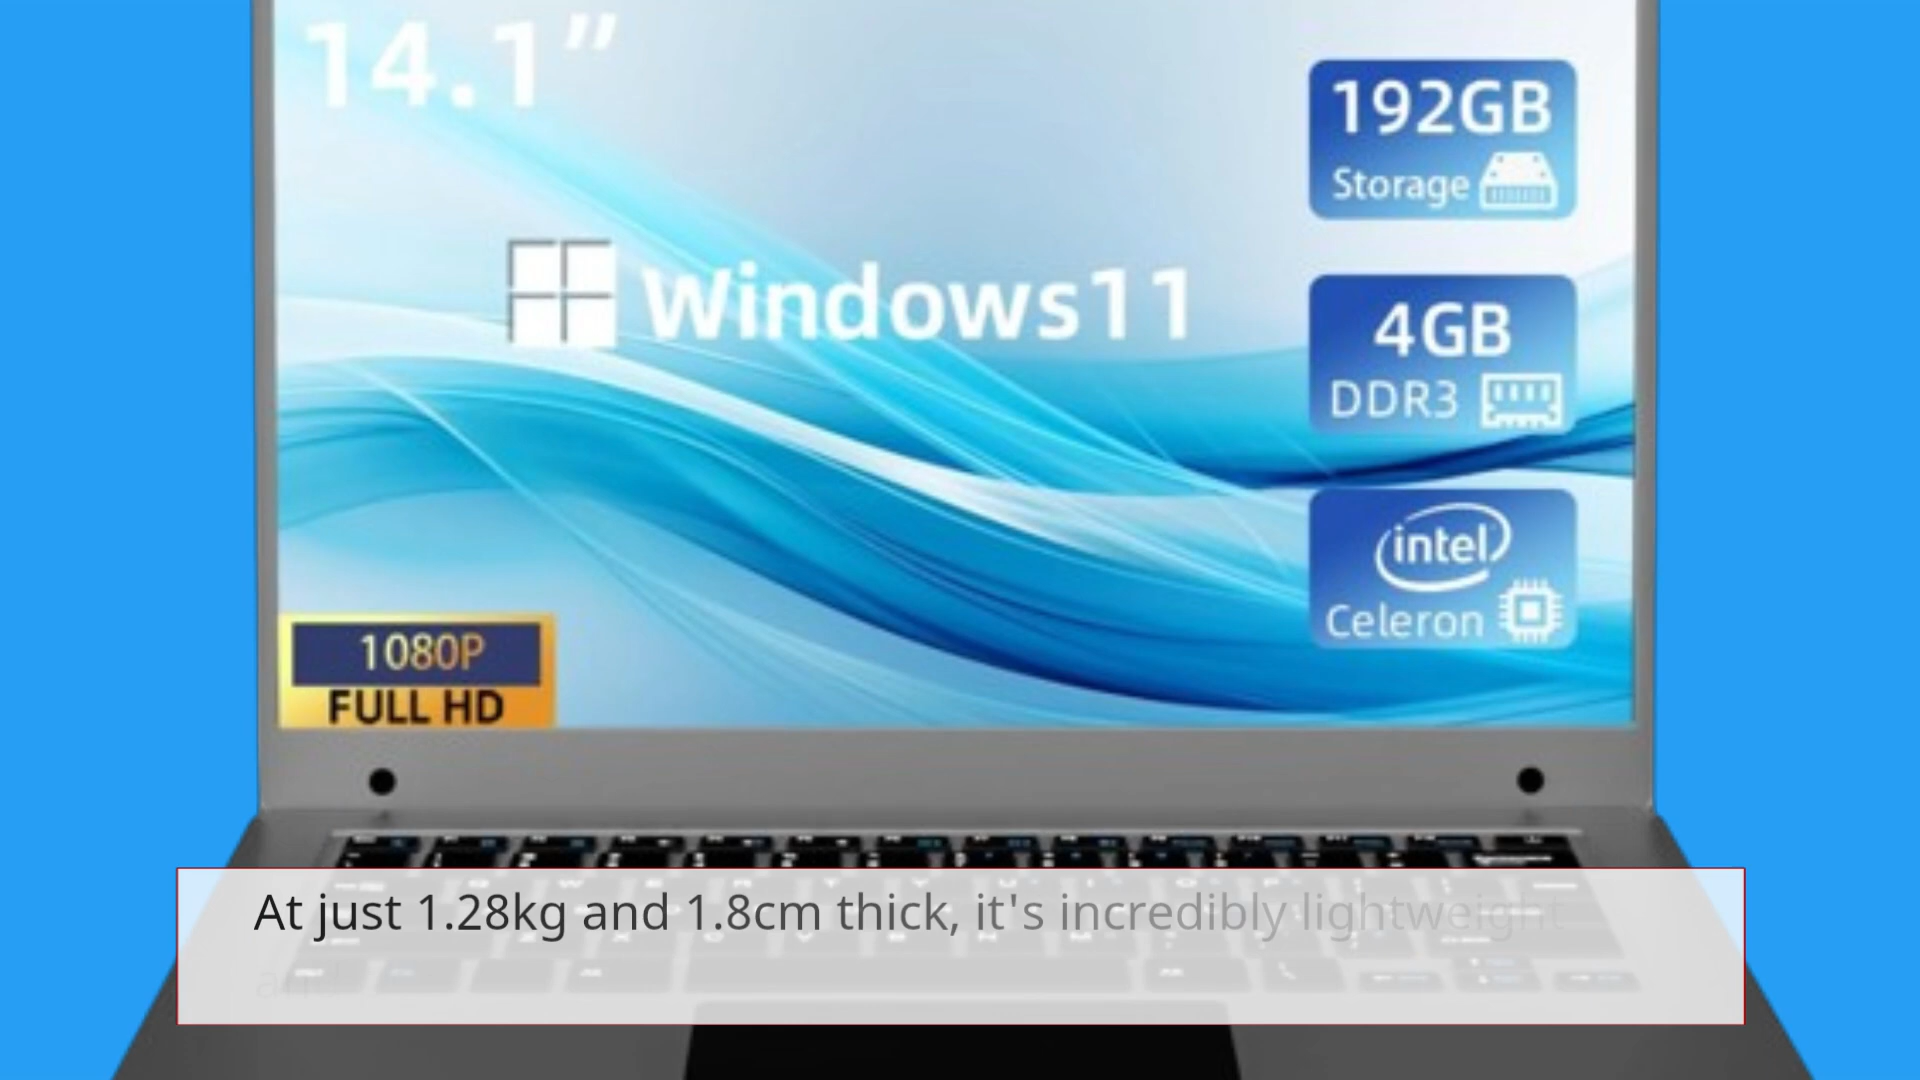 14.1”
192GB
Storage
Windows11
4GB
DDR3
intel
Celeron
1080P
FULL HD
At just 1.28kg and 1.8cm thick, it's incredibly lightweight
and